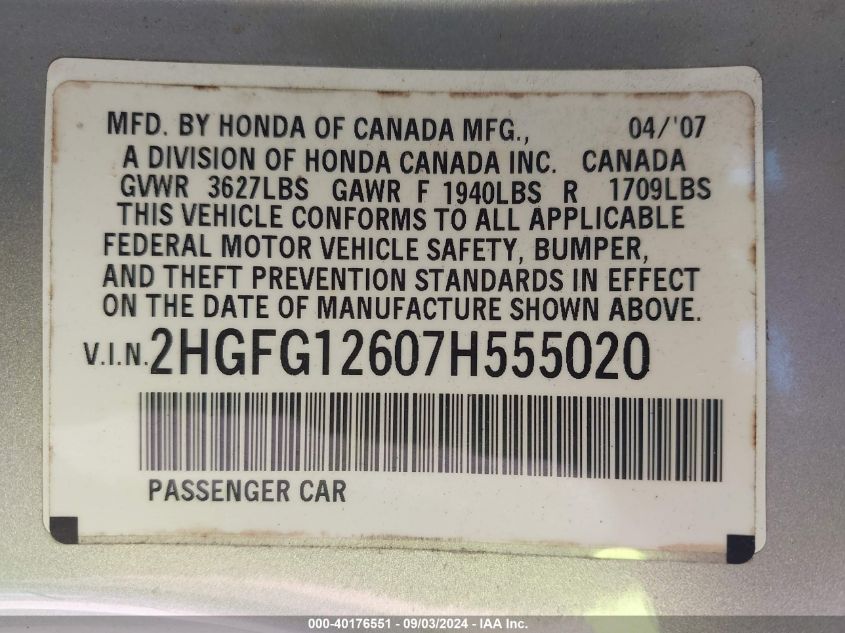 MFD. BY HONDA OF CANADA MFG., 04/'07
A DIVISION OF HONDA CANADA INC. CANADA
GVWR 3627LBS GAWR F 1940LBS R 1709LBS
THIS VEHICLE CONFORMS TO ALL APPLICABLE
FEDERAL MOTOR VEHICLE SAFETY, BUMPER,
AND THEFT PREVENTION STANDARDS IN EFFECT
ON THE DATE OF MANUFACTURE SHOWN ABOVE.
V.I.N. 2HGFG12607H555020
PASSENGER CAR
000-40176551 - 09/03/2024 - IAA Inc.